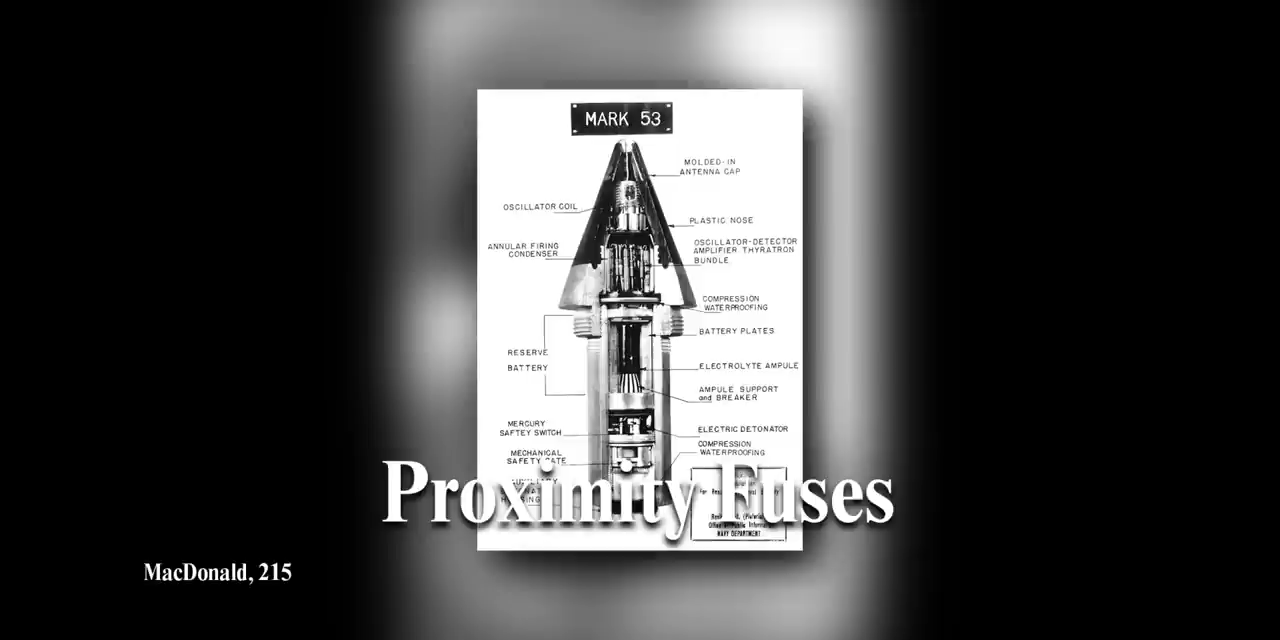 MARK 53
MOLDED-IN
ANTENNA CAP
OSCILLATOR COIL
PLASTIC NOSE
ANNULAR FIRING
CONDENSER
OSCILLATOR-DETECTOR
AMPLIFIER THYRATRON
BUNDLE
COMPRESSION
WATERPROOFING
BATTERY PLATES
RESERVE
BATTERY
ELECTROLYTE AMPULE
AMPULE SUPPORT
and BREAKER
MERCURY
SAFTEY SWITCH
ELECTRIC DETONATOR
COMPRESSION
WATERPROOFING
MECHANICAL
SAFETY GATE
Proximity Fuses
NAVY DEPARTMENT
MacDonald, 215